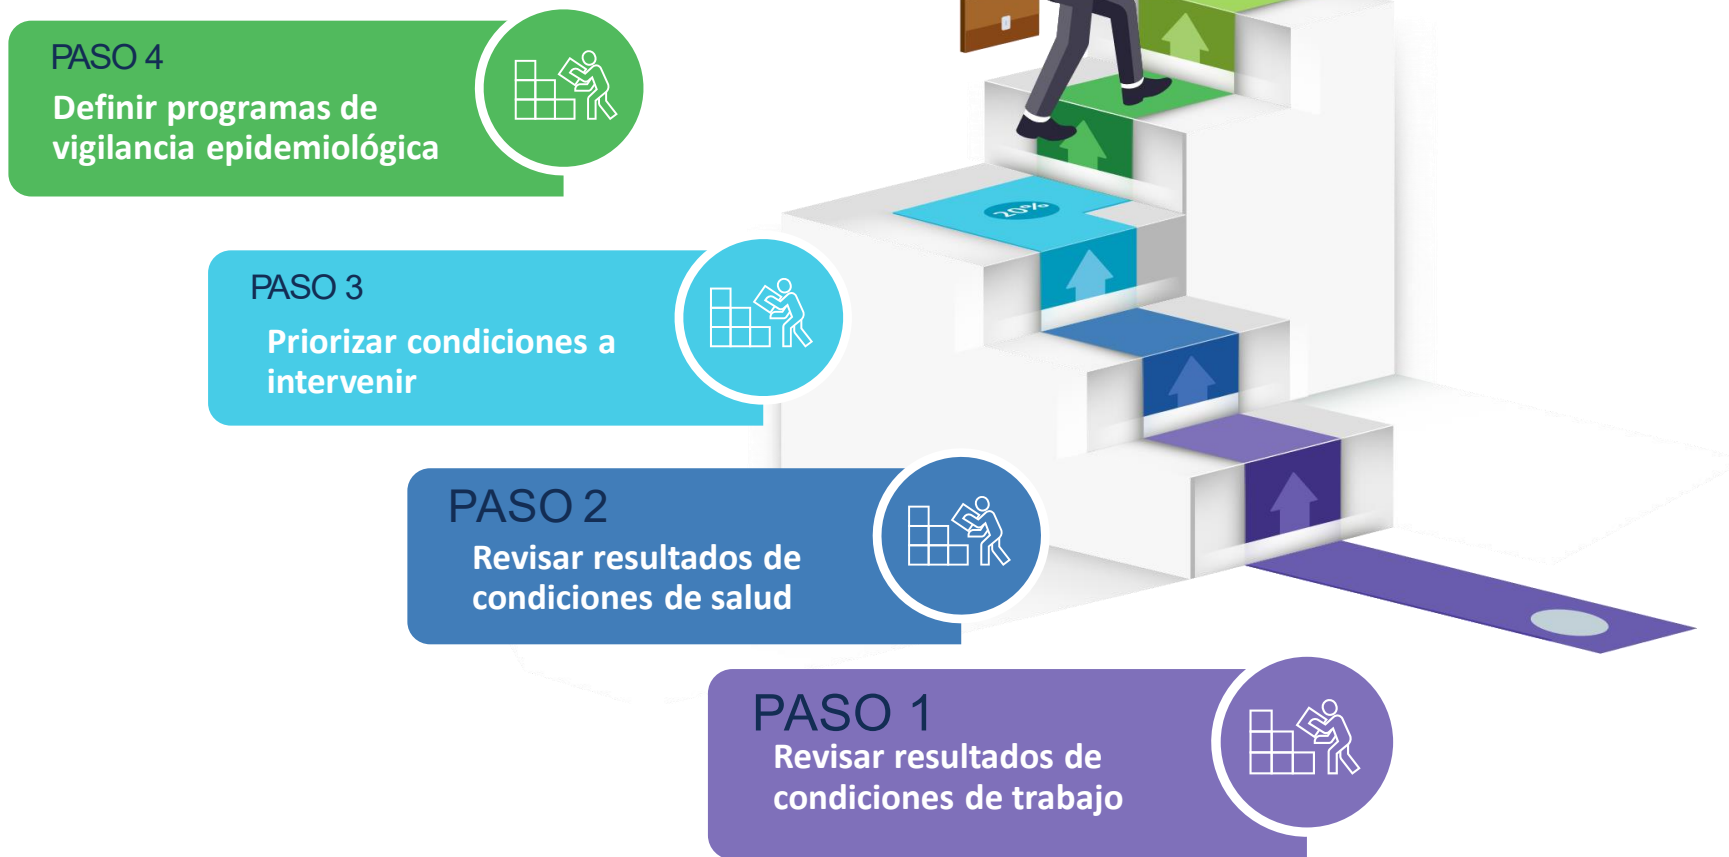 PASO 4
Definir programas de
vigilancia epidemiológica
20%
PASO 3
Priorizar condiciones a
intervenir
PASO 2
Revisar resultados de
condiciones de salud
PASO 1
Revisar resultados de
condiciones de trabajo